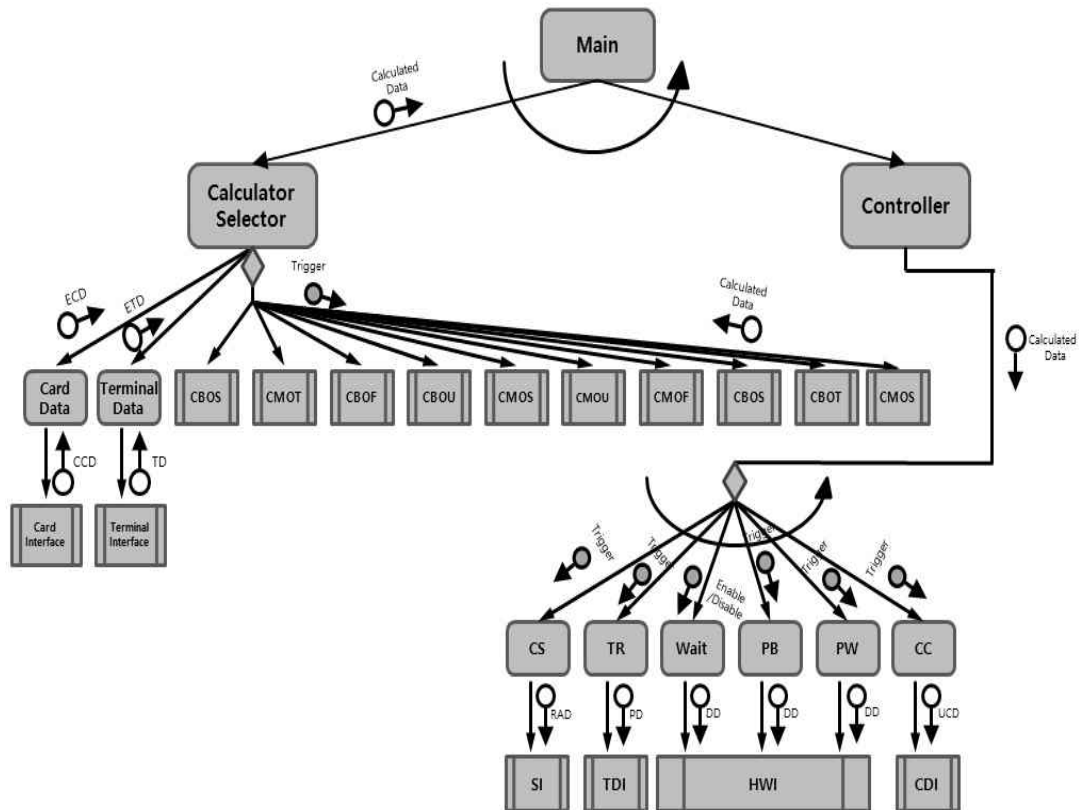 Main
Calculated
Data
Calculator
Selector
Controller
Trigger
ECD
ETD
Calculated
Data
Calculated
Data
Card
Data
Terminal
Data
CBOS
CMOT
CBOF
CBOU
CMOS
CMOU
CMOF
CBOS
CBOT
CMOS
CCD
TD
Card
Interface
Terminal
Interface
Trigger
Trigger
Enable
/Disable
rigger
Trigger
Trigger
CS
TR
Wait
PB
PW
CC
RAD
PD
DD
DD
DD
UCD
SI
TDI
HWI
CDI